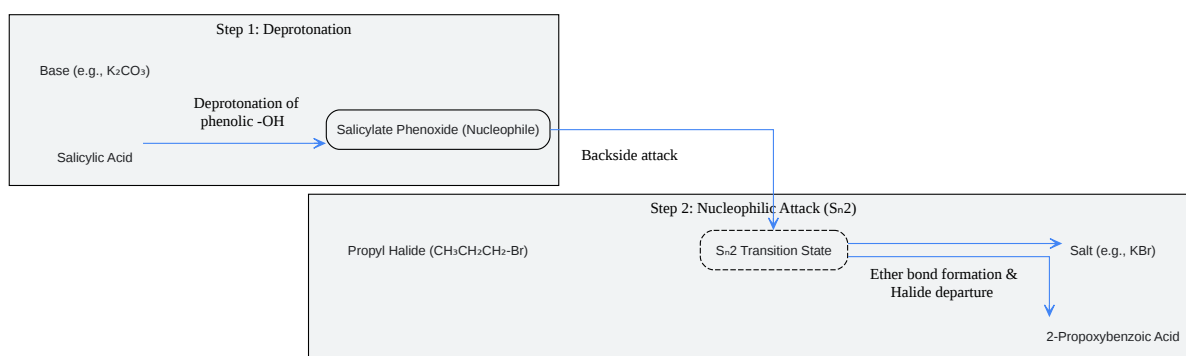 Step 1: Deprotonation
Base (e.g., K₂CO₃)
Deprotonation of
phenolic -OH
Salicylate Phenoxide (Nucleophile)
Salicylic Acid
Backside attack
Step 2: Nucleophilic Attack (Sₙ2)
Propyl Halide (CH₃CH₂CH₂-Br)
Sₙ2 Transition State
Salt (e.g., KBr)
Ether bond formation &
Halide departure
2-Propoxybenzoic Acid